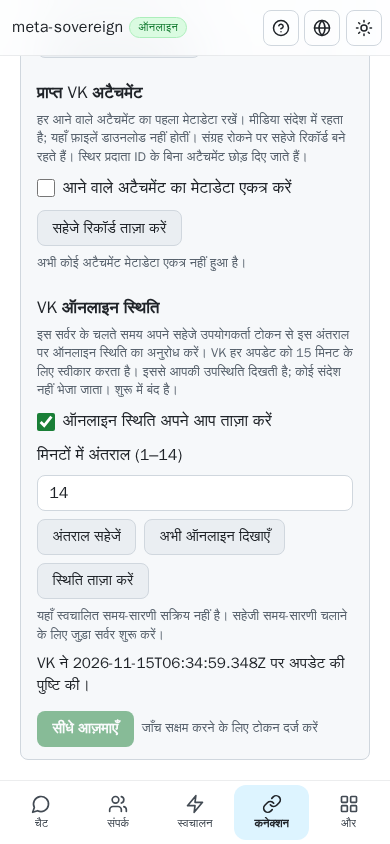 meta-sovereign ऑनलाइन
प्राप्त VK अटैचमेंट
हर आने वाले अटैचमेंट का पहला मेटाडेटा रखें। मीडिया संदेश में रहता
है; यहाँ फ़ाइलें डाउनलोड नहीं होतीं। संग्रह रोकने पर सहेजे रिकॉर्ड बने
रहते हैं। स्थिर प्रदाता ID के बिना अटैचमेंट छोड़ दिए जाते हैं।
आने वाले अटैचमेंट का मेटाडेटा एकत्र करें
सहेजे रिकॉर्ड ताज़ा करें
अभी कोई अटैचमेंट मेटाडेटा एकत्र नहीं हुआ है।
VK ऑनलाइन स्थिति
इस सर्वर के चलते समय अपने सहेजे उपयोगकर्ता टोकन से इस अंतराल
पर ऑनलाइन स्थिति का अनुरोध करें। VK हर अपडेट को 15 मिनट के
लिए स्वीकार करता है। इससे आपकी उपस्थिति दिखती है; कोई संदेश
नहीं भेजा जाता। शुरू में बंद है।
ऑनलाइन स्थिति अपने आप ताज़ा करें
मिनटों में अंतराल (1–14)
14
अंतराल सहेजें अभी ऑनलाइन दिखाएँ
स्थिति ताज़ा करें
यहाँ स्वचालित समय-सारणी सक्रिय नहीं है। सहेजी समय-सारणी चलाने
के लिए जुड़ा सर्वर शुरू करें।
VK ने 2026-11-15T06:34:59.348Z पर अपडेट की
पुष्टि की।
सीधे आज़माएँ जाँच सक्षम करने के लिए टोकन दर्ज करें
चैट संपर्क स्वचालन कनेक्शन और